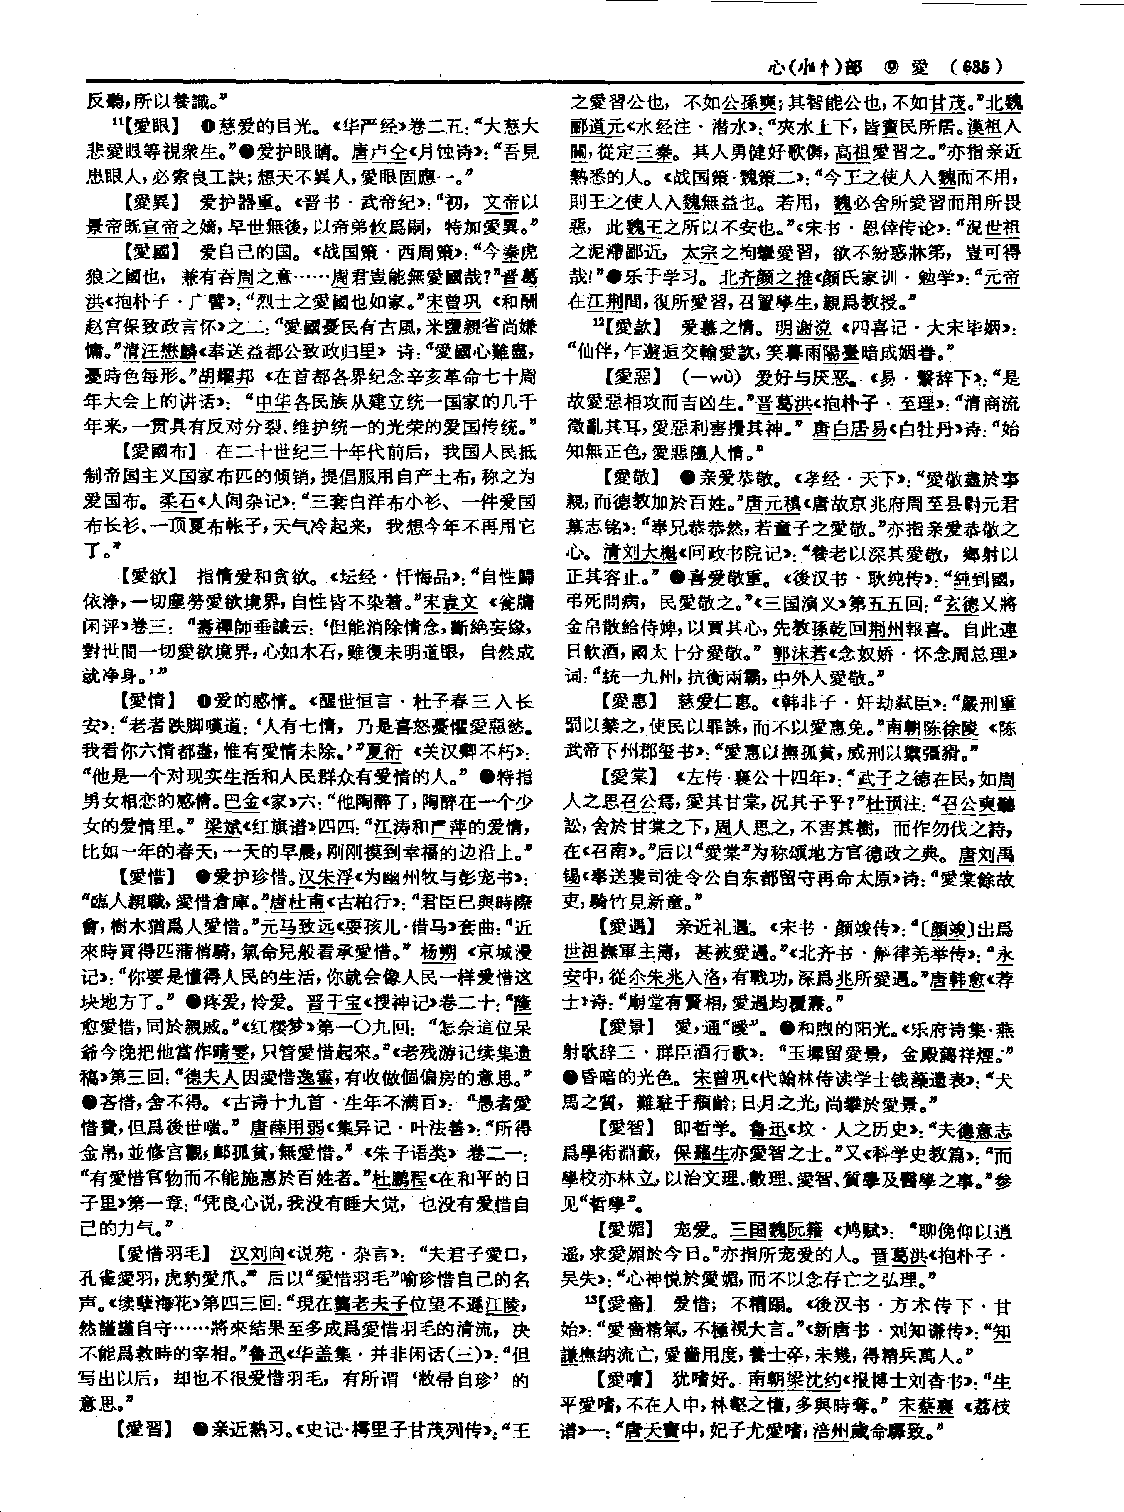 心(忄⺗)部 ⑨ 愛 (635)
反聽,所以養識。”
11【愛眼】 ❶慈爱的目光。《华严经》卷二五:“大慈大
悲愛眼等視衆生。”❷爱护眼睛。唐卢仝《月蚀诗》:“吾見
患眼人,必索良工訣;想天不異人,愛眼固應一。”
【愛異】 爱护器重。《晋书·武帝纪》:“初,文帝以
景帝既宣帝之嫡,早世無後,以帝弟攸爲嗣,特加愛異。”
【愛國】 爱自己的国。《战国策·西周策》:“今秦虎
狼之國也,兼有吞周之意……周君豈能無愛國哉?”晋葛
洪《抱朴子·广譬》:“烈士之愛國也如家。”宋曾巩《和酬
赵宫保致政言怀》之二:“愛國憂民有古風,米鹽親省尚嫌
慵。”清汪懋麟《奉送益都公致政归里》诗:“愛國心難盡,
憂時色每形。”胡耀邦《在首都各界纪念辛亥革命七十周
年大会上的讲话》:“中华各民族从建立统一国家的几千
年来,一贯具有反对分裂、维护统一的光荣的爱国传统。”
【愛國布】 在二十世纪三十年代前后,我国人民抵
制帝国主义国家布匹的倾销,提倡服用自产土布,称之为
爱国布。柔石《人间杂记》:“三套白洋布小衫、一件爱国
布长衫、一顶夏布帐子,天气冷起来,我想今年不再用它
了。”
【愛欲】 指情爱和贪欲。《坛经·忏悔品》:“自性歸
依净,一切塵勞愛欲境界,自性皆不染着。”宋袁文《瓮牖
闲评》卷三:“壽禪師垂誡云:‘但能消除情念,斷絶妄緣,
對世間一切愛欲境界,心如木石,雖復未明道眼,自然成
就净身。’”
【愛情】 ❶爱的感情。《醒世恒言·杜子春三入长
安》:“老者跌脚嘆道:‘人有七情,乃是喜怒憂懼愛惡慾。
我看你六情都盡,惟有愛情未除。’”夏衍《关汉卿不朽》:
“他是一个对现实生活和人民群众有爱情的人。”❷特指
男女相恋的感情。巴金《家》六:“他陶醉了,陶醉在一个少
女的爱情里。”梁斌《红旗谱》四四:“江涛和严萍的爱情,
比如一年的春天,一天的早晨,刚刚摸到幸福的边沿上。”
【愛惜】 ❶爱护珍惜。汉朱浮《为幽州牧与彭宠书》:
“臨人親職,愛惜倉庫。”唐杜甫《古柏行》:“君臣已與時際
會,樹木猶爲人愛惜。”元马致远《耍孩儿·借马》套曲:“近
來時買得匹蒲梢騎,氣命兒般看承愛惜。”杨朔《京城漫
记》:“你要是懂得人民的生活,你就会像人民一样爱惜这
块地方了。”❷疼爱,怜爱。晋干宝《搜神记》卷二十:“隆
愈愛惜,同於親戚。”《红楼梦》第一〇九回:“怎奈這位呆
爺今晚把他當作晴雯,只管愛惜起來。”《老残游记续集遗
稿》第三回:“德夫人因愛惜逸雲,有收做個偏房的意思。”
❸吝惜,舍不得。《古诗十九首·生年不满百》:“愚者愛
惜費,但爲後世嗤。”唐薛用弱《集异记·叶法善》:“所得
金帛,並修宫觀,卹孤貧,無愛惜。”《朱子语类》卷二一:
“有愛惜官物而不能施惠於百姓者。”杜鹏程《在和平的日
子里》第一章:“凭良心说,我没有睡大觉,也没有爱惜自
己的力气。”
【愛惜羽毛】 汉刘向《说苑·杂言》:“夫君子愛口,
孔雀愛羽,虎豹愛爪。”后以“愛惜羽毛”喻珍惜自己的名
声。《续孽海花》第四三回:“現在龔老夫子位望不遜江陵,
然謹謹自守……將來結果至多成爲愛惜羽毛的清流,决
不能爲救時的宰相。”鲁迅《华盖集·并非闲话(三)》:“但
写出以后,却也不很爱惜羽毛,有所谓‘敝帚自珍’的
意思。”
【愛習】 ❶亲近熟习。《史记·樗里子甘茂列传》:“王
之愛習公也,不如公孫奭;其智能公也,不如甘茂。”北魏
郦道元《水经注·潜水》:“夾水上下,皆賨民所居。漢祖入
關,從定三秦。其人勇健好歌儛,高祖愛習之。”亦指亲近
熟悉的人。《战国策·魏策二》:“今王之使人入魏而不用,
則王之使人入魏無益也。若用,魏必舍所愛習而用所畏
惡,此魏王之所以不安也。”《宋书·恩倖传论》:“况世祖
之泥滯鄙近,太宗之拘攣愛習,欲不紛惑牀笫,豈可得
哉!”❷乐于学习。北齐颜之推《颜氏家训·勉学》:“元帝
在江荆間,復所愛習,召置學生,親爲教授。”
12【愛欵】 爱慕之情。明谢谠《四喜记·大宋毕姻》:
“仙伴,乍邂逅交輸愛欵,笑暮雨陽臺暗成姻眷。”
【愛惡】 (—wù) 爱好与厌恶。《易·繫辞下》:“是
故愛惡相攻而吉凶生。”晋葛洪《抱朴子·至理》:“清商流
徵亂其耳,愛惡利害攪其神。”唐白居易《白牡丹》诗:“始
知無正色,愛惡隨人情。”
【愛敬】 ❶亲爱恭敬。《孝经·天下》:“愛敬盡於事
親,而德教加於百姓。”唐元稹《唐故京兆府周至县尉元君
墓志铭》:“奉兄恭恭然,若童子之愛敬。”亦指亲爱恭敬之
心。清刘大櫆《问政书院记》:“養老以深其愛敬,鄉射以
正其容止。”❷喜爱敬重。《後汉书·耿纯传》:“純到國,
弔死問病,民愛敬之。”《三国演义》第五五回:“玄德又將
金帛散給侍婢,以買其心,先教孫乾回荆州報喜。自此連
日飲酒,國太十分愛敬。”郭沫若《念奴娇·怀念周总理》
词:“统一九州,抗衡兩霸,中外人爱敬。”
【愛惠】 慈爱仁惠。《韩非子·奸劫弑臣》:“嚴刑重
罰以禁之,使民以罪誅,而不以愛惠免。”南朝陈徐陵《陈
武帝下州郡玺书》:“愛惠以撫孤貧,威刑以禦彊猾。”
【愛棠】 《左传·襄公十四年》:“武子之德在民,如周
人之思召公焉,愛其甘棠,况其子乎?”杜预注:“召公奭聽
訟,舍於甘棠之下,周人思之,不害其樹,而作勿伐之詩,
在《召南》。”后以“愛棠”为称颂地方官德政之典。唐刘禹
锡《奉送裴司徒令公自东都留守再命太原》诗:“愛棠餘故
吏,騎竹見新童。”
【愛遇】 亲近礼遇。《宋书·颜竣传》:“〔顔竣〕出爲
世祖撫軍主簿,甚被愛遇。”《北齐书·斛律羌举传》:“永
安中,從尒朱兆入洛,有戰功,深爲兆所愛遇。”唐韩愈《荐
士》诗:“廟堂有賢相,愛遇均覆燾。”
【愛景】 愛,通“曖”。❶和煦的阳光。《乐府诗集·燕
射歌辞二·群臣酒行歌》:“玉墀留愛景,金殿藹祥煙。”
❷昏暗的光色。宋曾巩《代翰林侍读学士钱藻遗表》:“犬
馬之質,難駐于頹齡;日月之光,尚攀於愛景。”
【愛智】 即哲学。鲁迅《坟·人之历史》:“夫德意志
爲學術淵藪,保羅生亦愛智之士。”又《科学史教篇》:“而
學校亦林立,以治文理、數理、愛智、質學及醫學之事。”参
见“哲學”。
【愛媚】 宠爱。三国魏阮籍《鸠赋》:“聊俛仰以逍
遥,求愛媚於今日。”亦指所宠爱的人。晋葛洪《抱朴子·
吴失》:“心神悦於愛媚,而不以念存亡之弘理。”
13【愛嗇】 爱惜;不糟蹋。《後汉书·方术传下·甘
始》:“愛嗇精氣,不極視大言。”《新唐书·刘知谦传》:“知
謙撫納流亡,愛嗇用度,養士卒,未幾,得精兵萬人。”
【愛嗜】 犹嗜好。南朝梁沈约《报博士刘杳书》:“生
平愛嗜,不在人中,林壑之懽,多與時奪。”宋蔡襄《荔枝
谱》一:“唐天寶中,妃子尤愛嗜,涪州歲命驛致。”